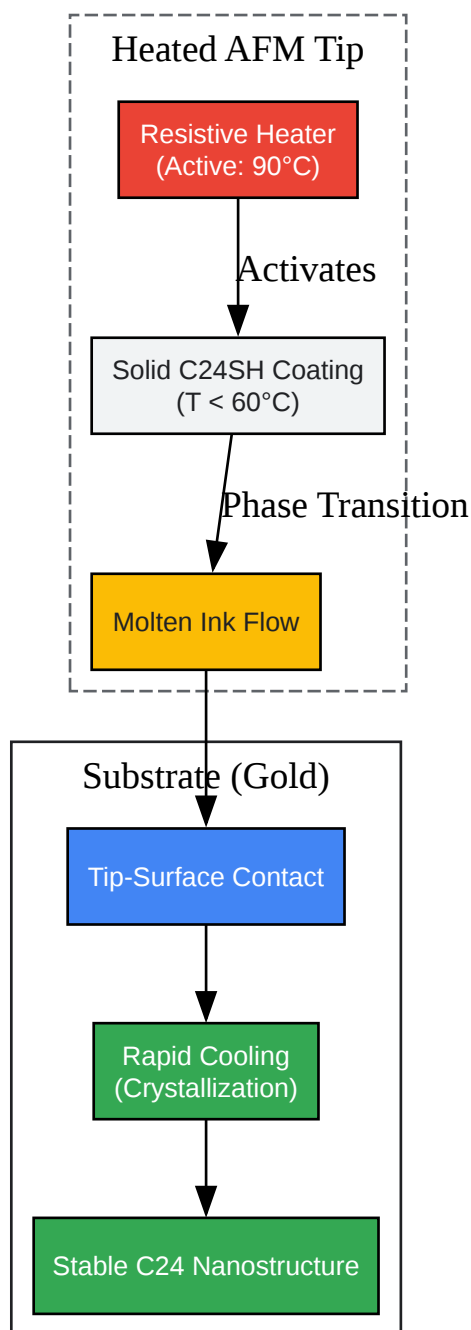 Heated AFM Tip
Resistive Heater
(Active: 90°C)
Activates
Solid C24SH Coating
(T < 60°C)
Phase Transition
Molten Ink Flow
Substrate (Gold)
Tip-Surface Contact
Rapid Cooling
(Crystallization)
Stable C24 Nanostructure